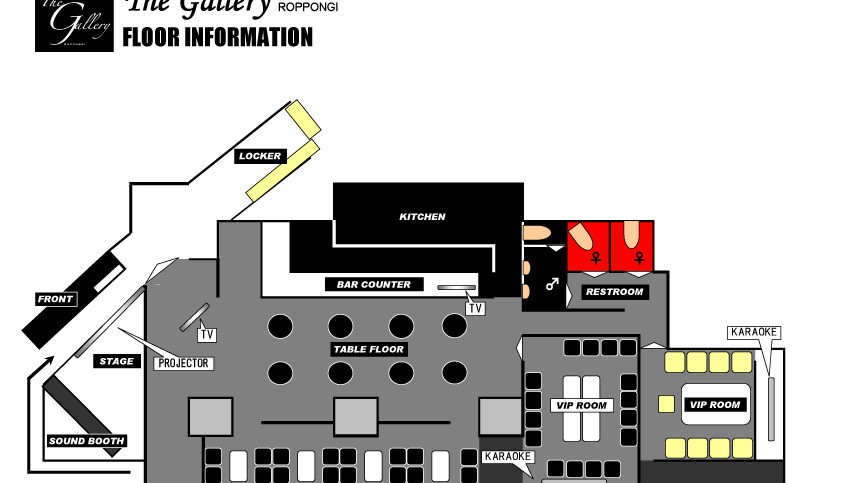 The Gallery
ROPPONGI
The Gallery ROPPONGI
FLOOR INFORMATION
LOCKER
KITCHEN
FRONT
BAR COUNTER
TV
RESTROOM
TV
TABLE FLOOR
KARAOKE
STAGE
PROJECTOR
VIP ROOM
VIP ROOM
SOUND BOOTH
KARAOKE